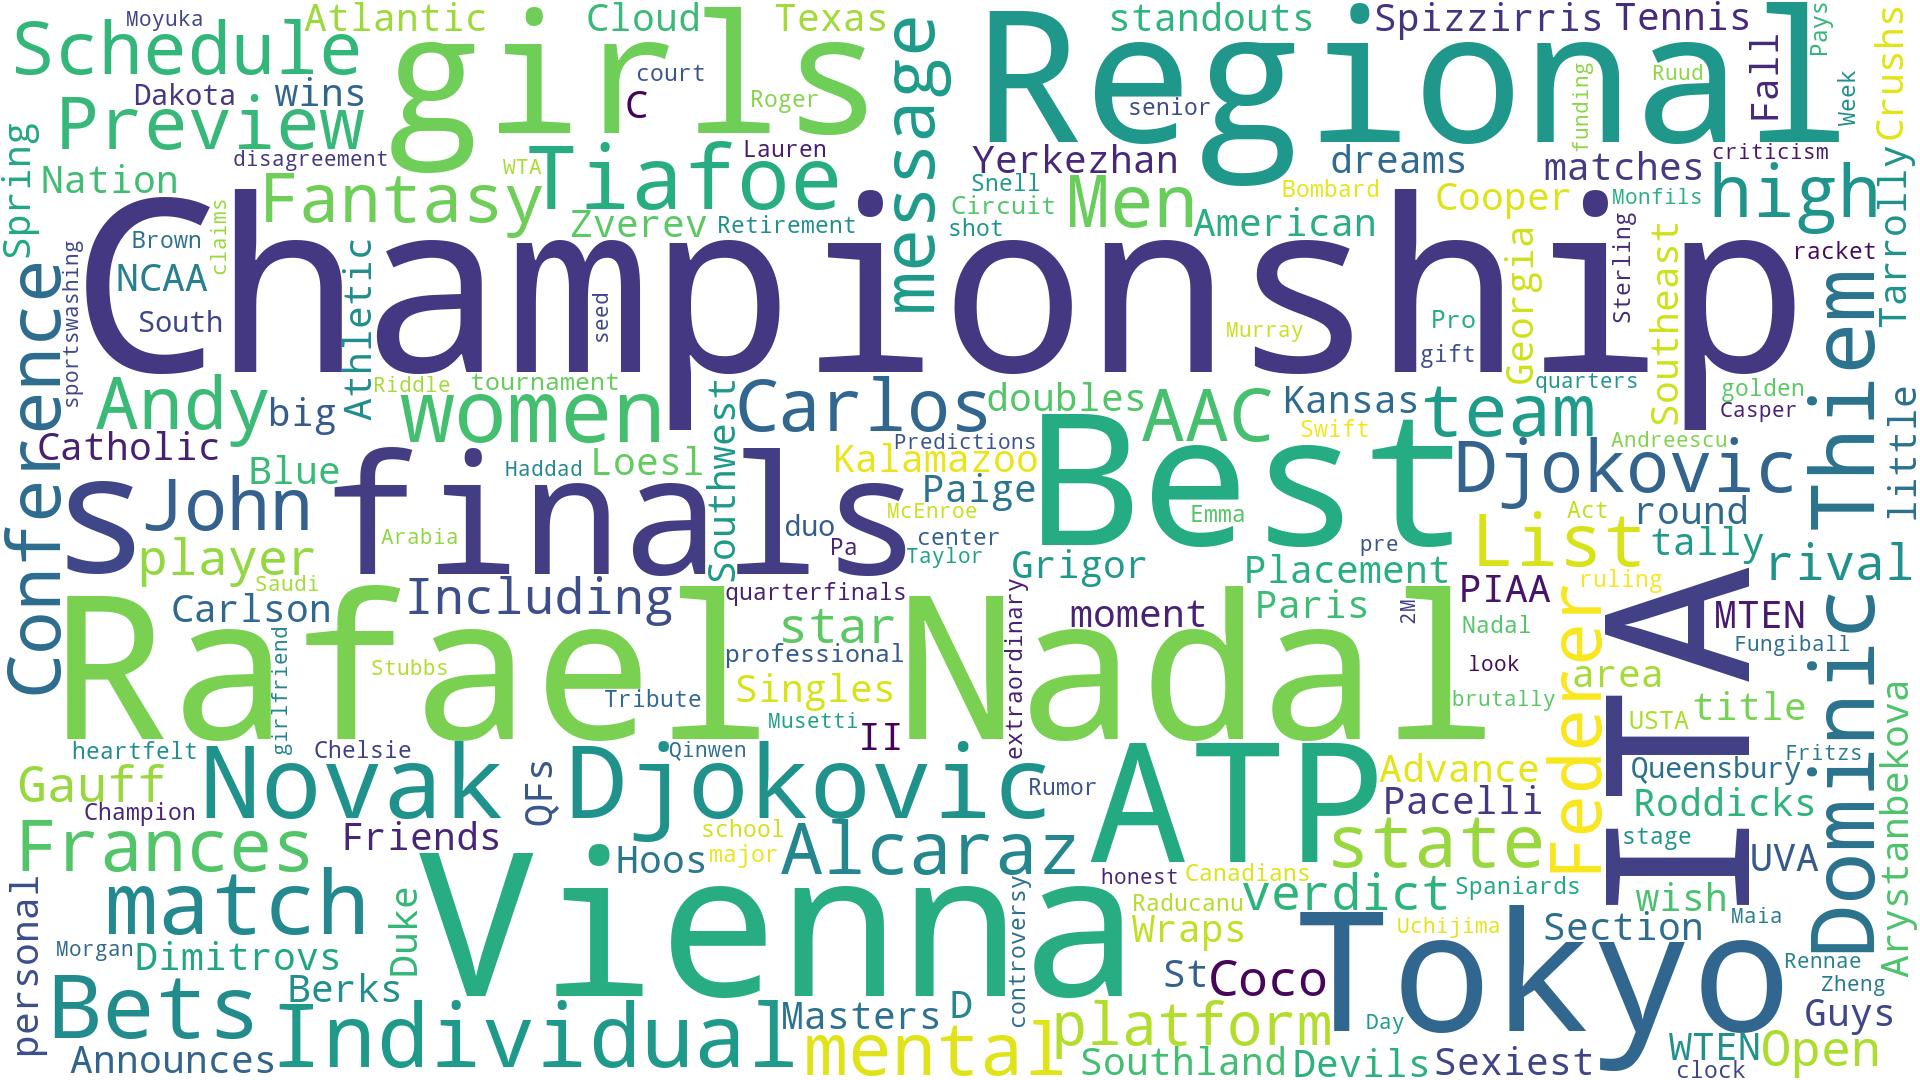 Moyuka
Schedule
Atlantic
girls
Cloud
Texas
message
Regional
standouts
Spizzirris
Tennis
Fall
Pays
Crushs
Preview
Dakota
wins
court
C
Roger
senior
funding
Ruud
Week
Spring
Nation
disagreement
Fantasy
WTA
Tiafoe
Lauren
Zverev
Retirement
Yerkezhan
Snell
Circuit
shot
Men
dreams
Bombard
American
matches
Cooper
criticism
Monfils
high
Tarrolly
Championship
Brown
claims
NCAA
South
sportswashing
Athletic
seed
Murray
Pro
gift
Georgia
Sterling
Southeast
racket
Conference
Andy
big
Riddle
tournament
women
Southwest
Carlos
doubles
AAC
Kansas
quarters
team
golden
Casper
Thiem
little
Catholic
Blue
Haddad
Loesl
Predictions
Kalamazoo
Best
Swift
Andreescu
Djokovic
s
John
finals
Paige
McEnroe
duo
Pa
center
Taylor
Emma
Act
round
List
tally
rival
player
Arabia
Saudi
Grigor
pre
Placement
PIAA
ruling
Carlson
Including
quarterfinals
star
extraordinary
moment
Paris
2M
Nadal
Federer
ITA
MTEN
Fungiball
Rafael
Nadal
girlfriend
Stubbs
professional
Tribute
Singles
Musetti
II
look
brutally
area
USTA
title
Dominic
Arystanbekova
heartfelt
Chelsie
Qinwen
Gauff
Champion
Novak
QFs
Djokovic
Rumor
ATP
Advance
Pacelli
Queensbury
Fritzs
Roddicks
Frances
Friends
school
major
Hoos
Alcaraz
state
stage
UVA
match
Duke
Vienna
controversy
honest
Canadians
Raducanu
Wraps
verdict
Spaniards
wish
Maia
personal
Morgan
Dimitrovs
Uchijima
Section
Tokyo
Rennae
Zheng
Bets
Berks
Individual
Masters
D
St
Coco
Day
Guys
Announces
mental
platform
Southland
Devils
Sexiest
WTEN
Open
clock